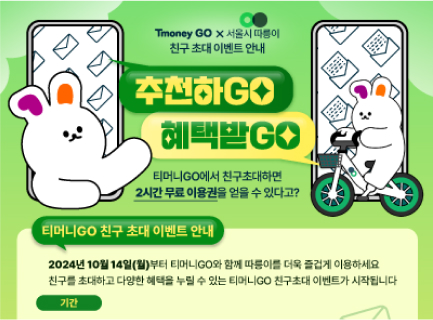 Tmoney GO × 서울시 따릉이
친구 초대 이벤트 안내
추천하GO
혜택받GO
티머니GO에서 친구초대하면
2시간 무료 이용권을 얻을 수 있다고?
티머니GO 친구 초대 이벤트 안내
2024년 10월 14일(월)부터 티머니GO와 함께 따릉이를 더욱 즐겁게 이용하세요
친구를 초대하고 다양한 혜택을 누릴 수 있는 티머니GO 친구초대 이벤트가 시작됩니다
기간